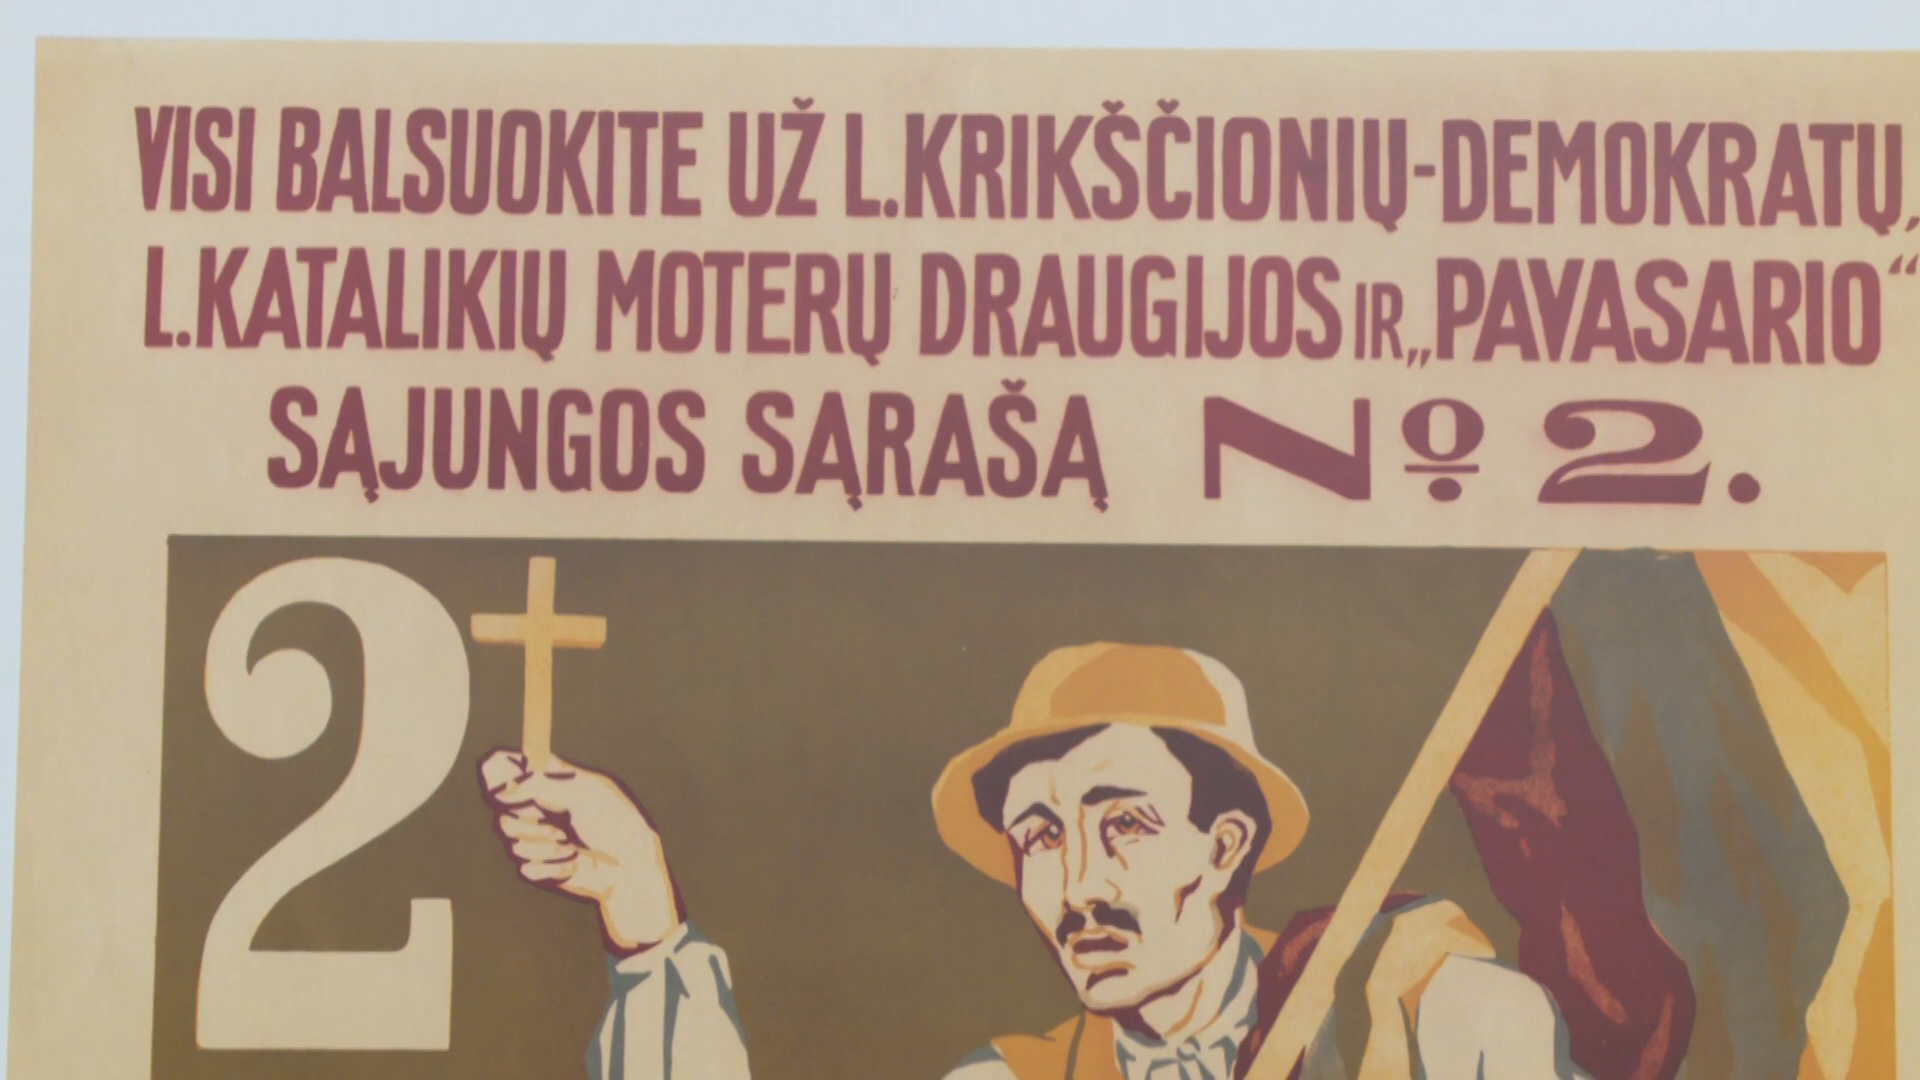 VISI BALSUOKITE UŽ L.KRIKŠČIONIŲ-DEMOKRATŲ,
L.KATALIKIŲ MOTERŲ DRAUGIJOS IR „PAVASARIO“
SĄJUNGOS SĄRAŠĄ Nº 2.
2